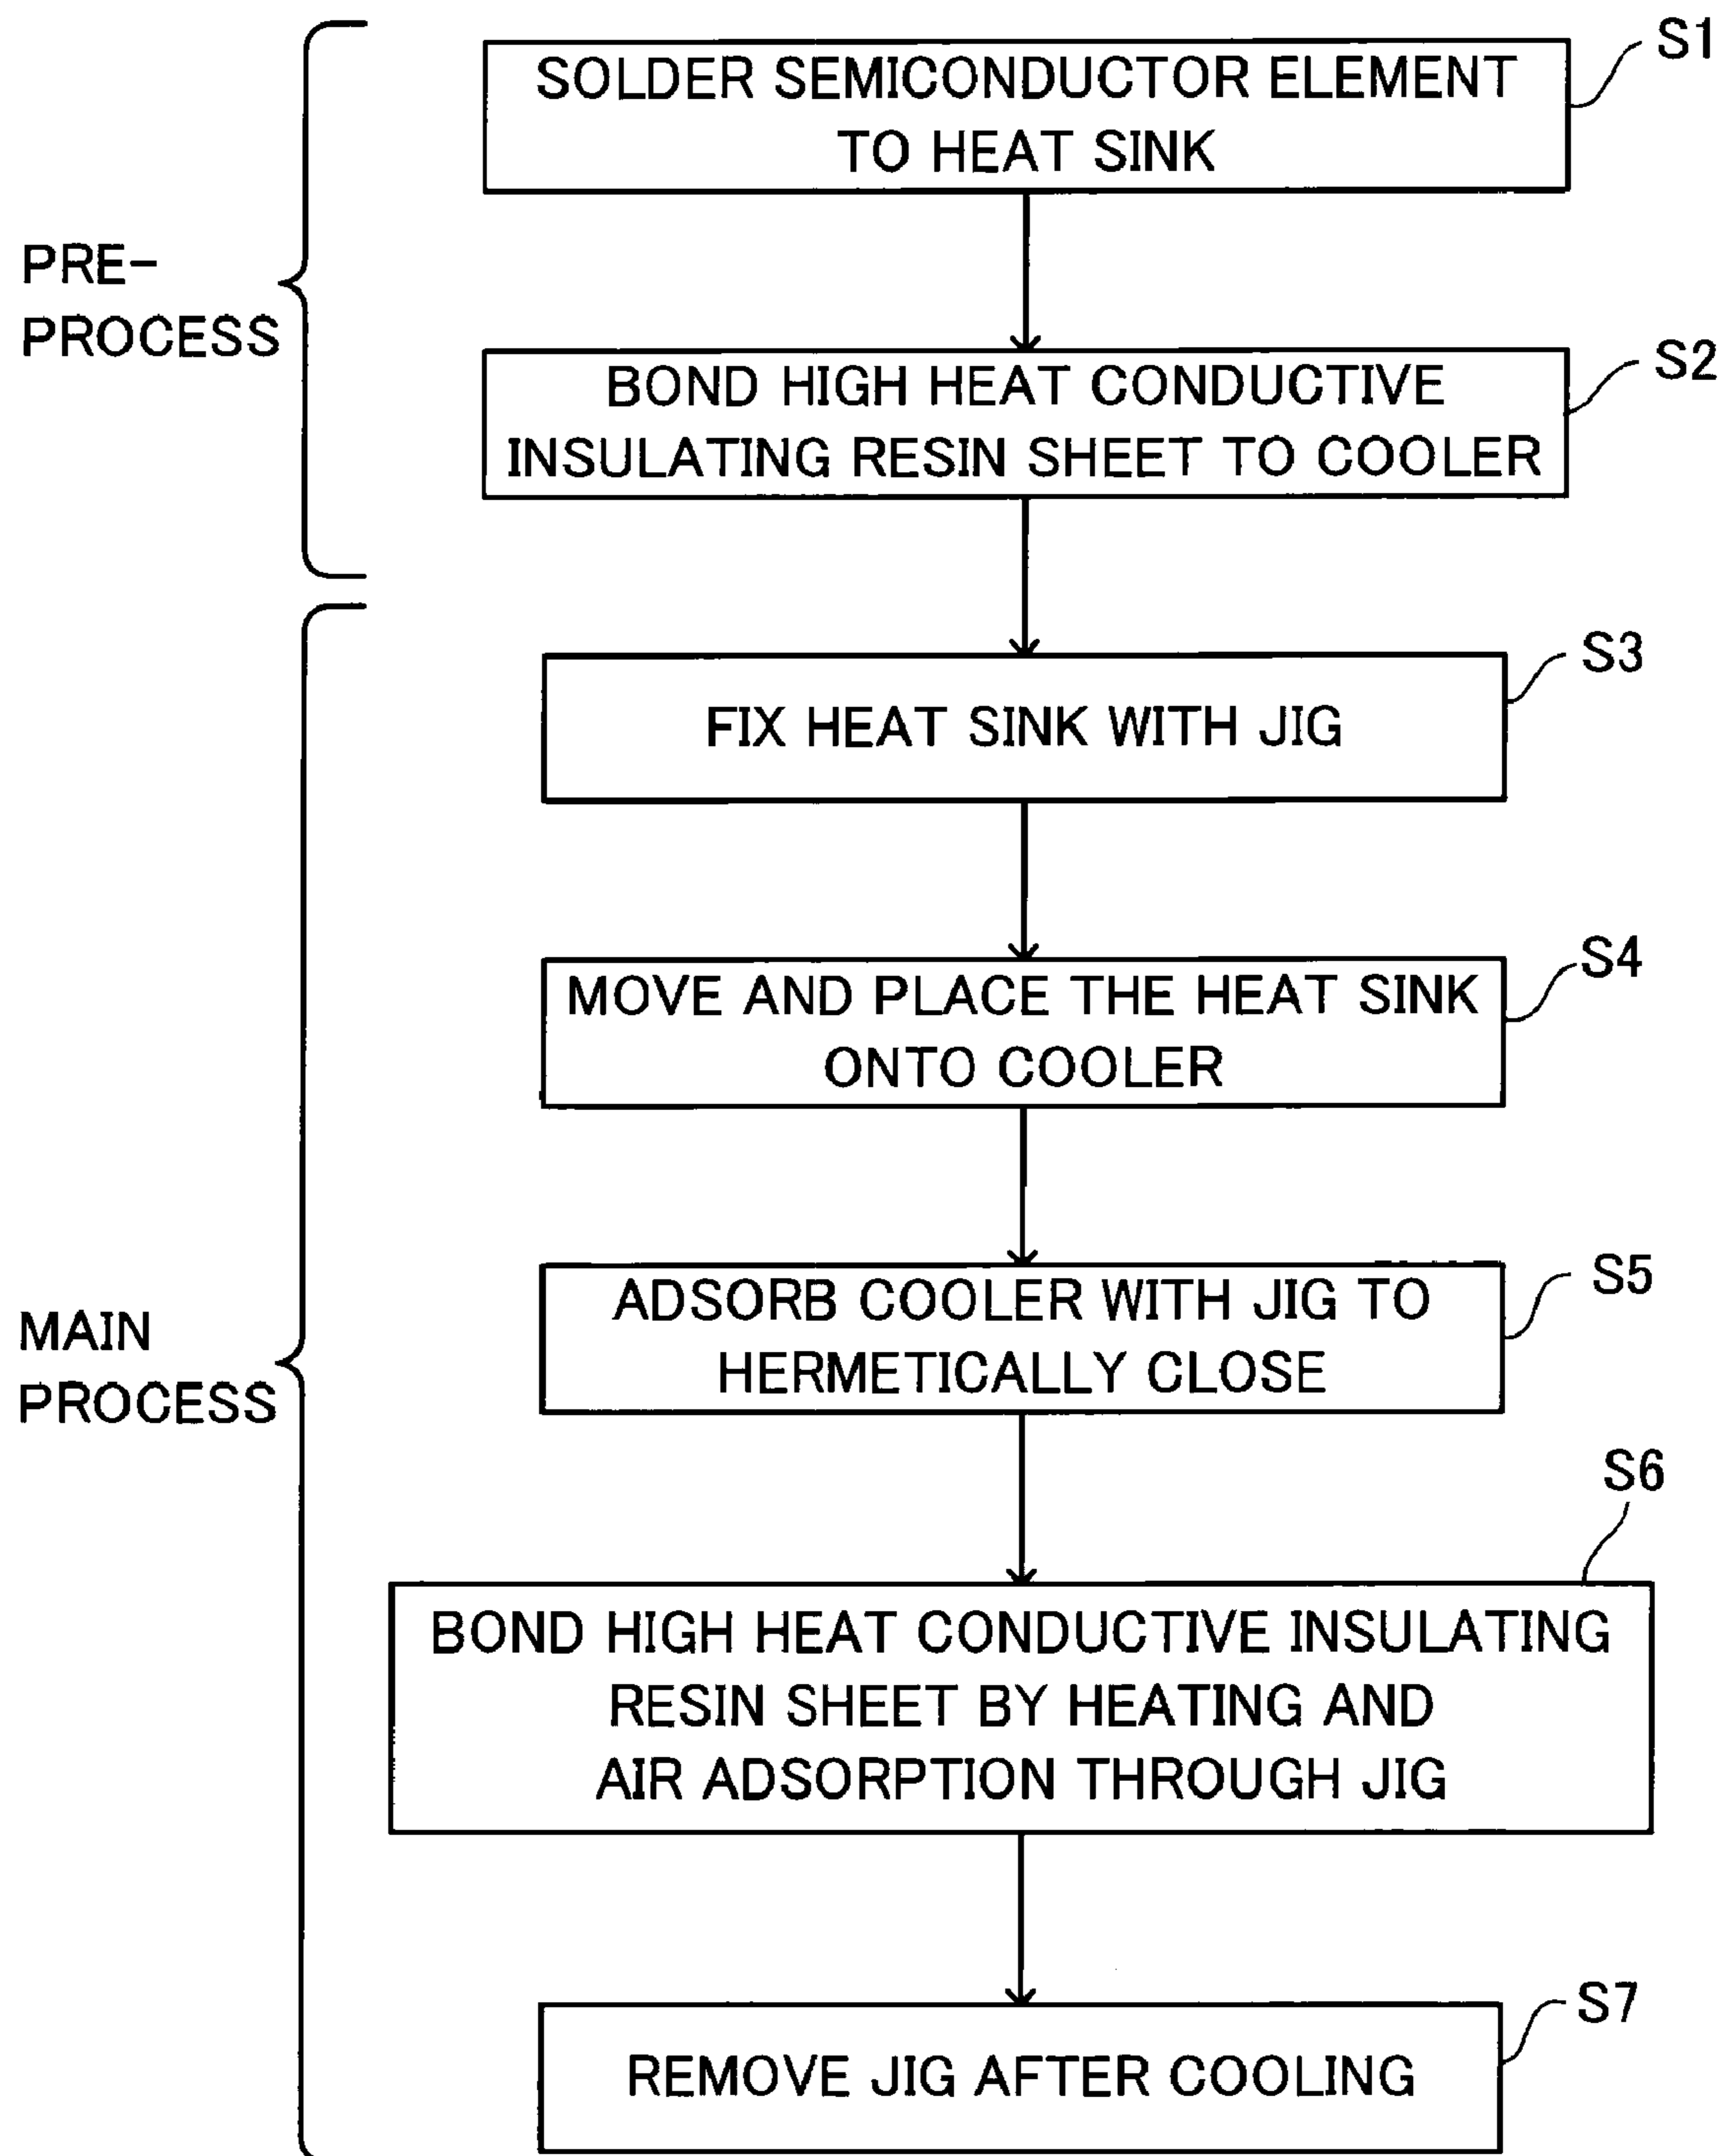 S1
SOLDER SEMICONDUCTOR ELEMENT
TO HEAT SINK
PRE-
PROCESS
S2
BOND HIGH HEAT CONDUCTIVE
INSULATING RESIN SHEET TO COOLER
S3
FIX HEAT SINK WITH JIG
S4
MOVE AND PLACE THE HEAT SINK
ONTO COOLER
MAIN
PROCESS
S5
ADSORB COOLER WITH JIG TO
HERMETICALLY CLOSE
S6
BOND HIGH HEAT CONDUCTIVE INSULATING
RESIN SHEET BY HEATING AND
AIR ADSORPTION THROUGH JIG
S7
REMOVE JIG AFTER COOLING